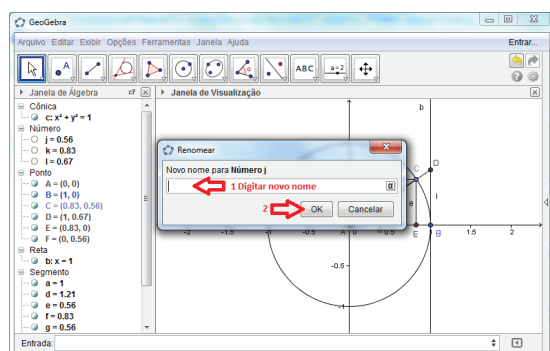 GeoGebra
Arquivo Editar Exibir Opções Ferramentas Janela Ajuda
Entrar...
A
ABC
a=2
Janela de Álgebra
Janela de Visualização
Cônica
c: x² + y² = 1
Número
j = 0.56
k = 0.83
l = 0.67
Ponto
A = (0, 0)
B = (1, 0)
C = (0.83, 0.56)
D = (1, 0.67)
E = (0.83, 0)
F = (0, 0.56)
Reta
b: x = 1
Segmento
a = 1
d = 1.21
e = 0.56
f = 0.83
g = 0.56
Renomear
Novo nome para Número j
1 Digitar novo nome
α
2
OK
Cancelar
b
C
D
e
i
-2
-1.5
-0.5
A
0
0.5
E
B
1.5
2
-0.5
-1
Entrada: